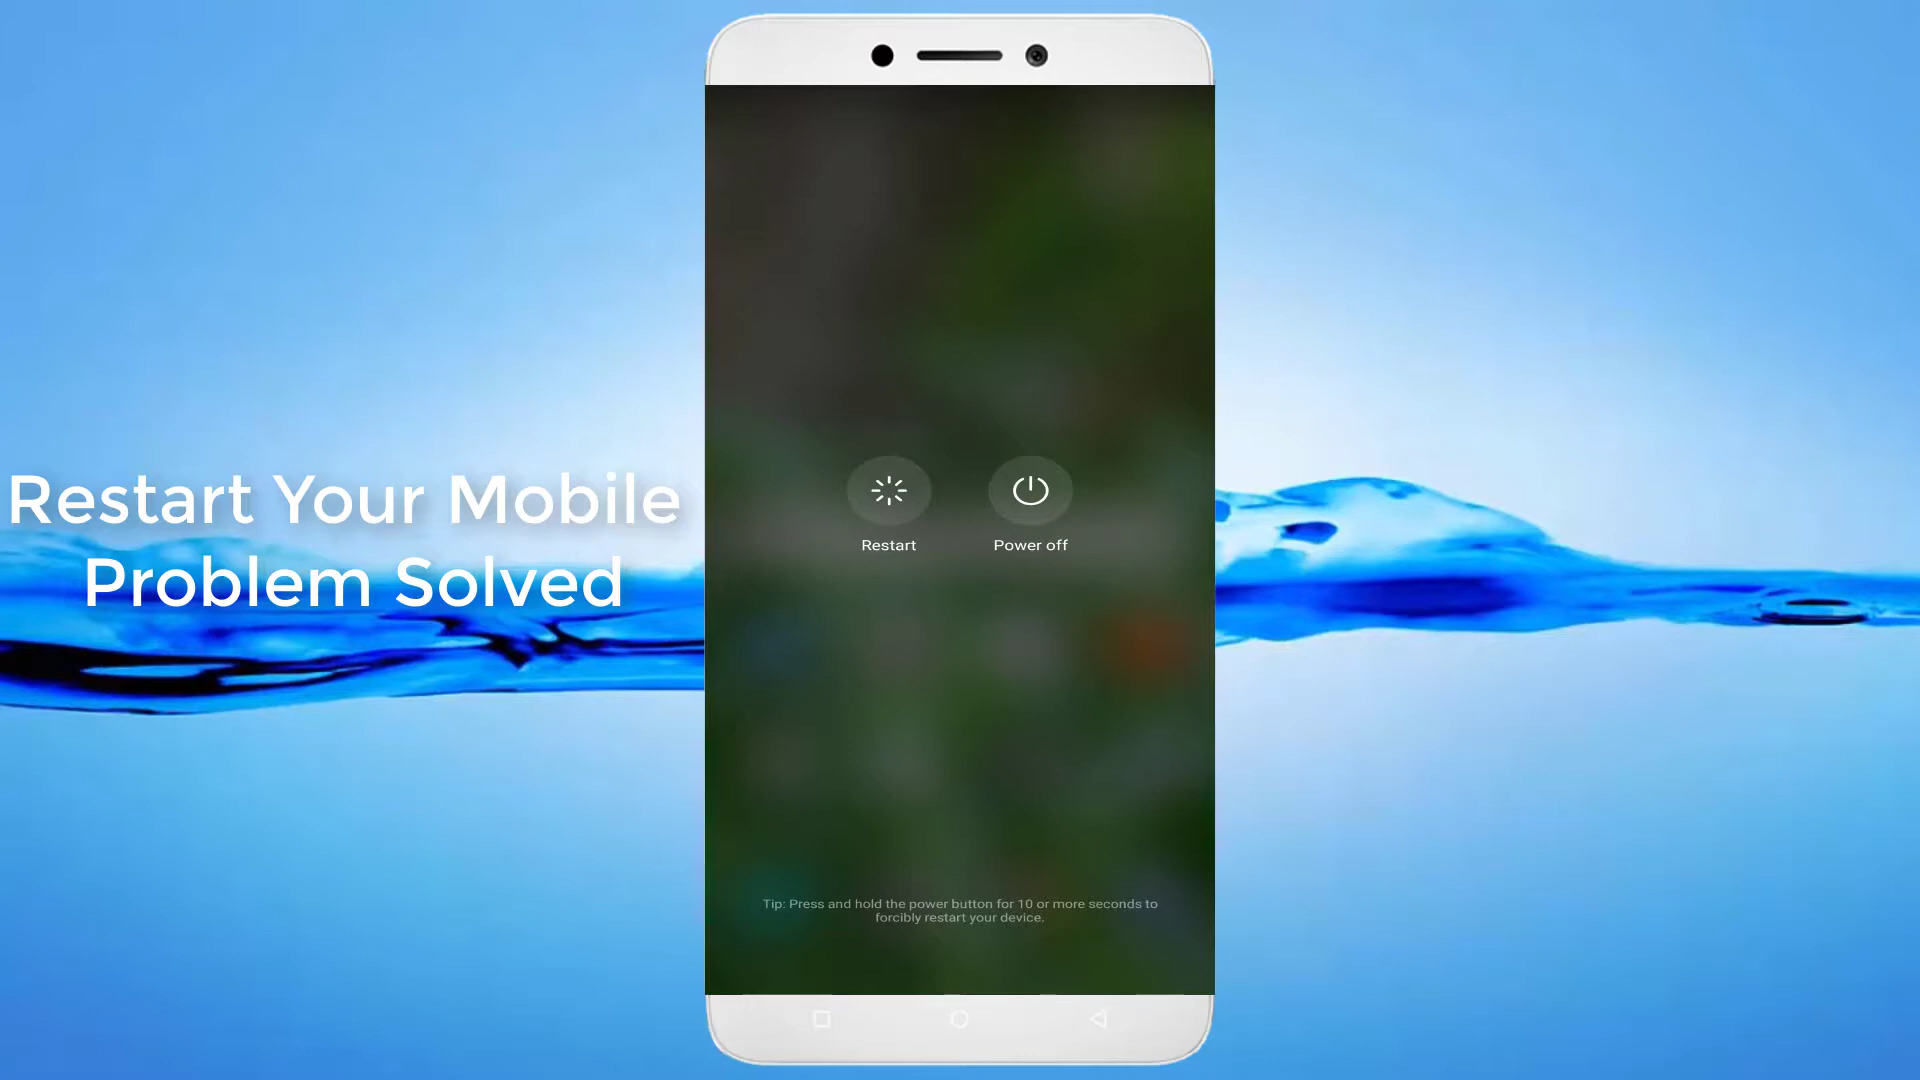 Restart Your Mobile
Problem Solved
Restart
Power off
Tip: Press and hold the power button for 10 or more seconds to
forcibly restart your device.